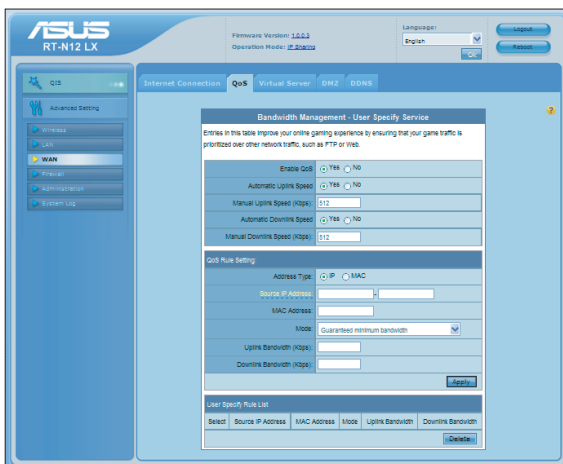 ASUS
RT-N12 LX
Firmware Version: 1.0.0.3
Operation Mode: IP Sharing
Language:
English
OK
Logout
Reboot
QIS
Advanced Setting
Wireless
LAN
WAN
Firewall
Administration
System Log
Internet Connection QoS Virtual Server DMZ DDNS
?
Bandwidth Management - User Specify Service
Entries in this table improve your online gaming experience by ensuring that your game traffic is
prioritized over other network traffic, such as FTP or Web.
Enable QoS Yes No
Automatic Uplink Speed Yes No
Manual Uplink Speed (Kbps): 512
Automatic Downlink Speed Yes No
Manual Downlink Speed (Kbps): 512
QoS Rule Setting:
Address Type: IP MAC
Source IP Address: -
MAC Address:
Mode: Guaranteed minimum bandwidth
Uplink Bandwidth (Kbps):
Downlink Bandwidth (Kbps):
Apply
User Specify Rule List
Select Source IP Address MAC Address Mode Uplink Bandwidth Downlink Bandwidth
Delete